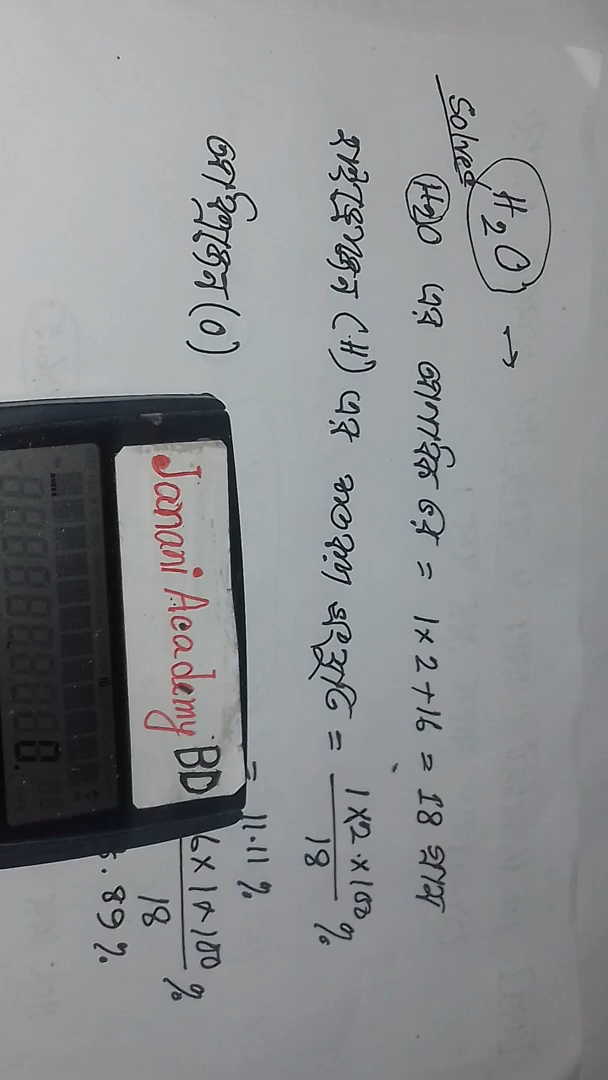 Solve
H2O →
H2O এর আণবিক ভর = 1×2+16 = 18 গ্রাম
হাইড্রোজেন (H) এর শতকরা সংযুতি = 1×2×100/18 %
= 11.11%
অক্সিজেন (O) 6×1×100/18 %
.89%
Janani Academy BD